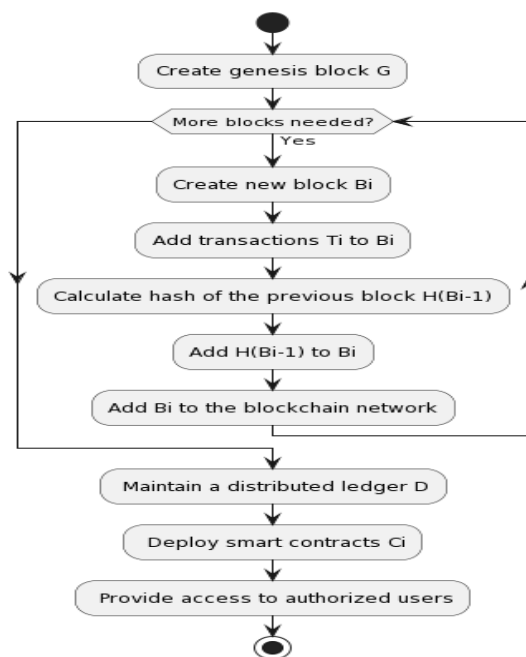 Create genesis block G
More blocks needed?
Yes
Create new block Bi
Add transactions Ti to Bi
Calculate hash of the previous block H(Bi-1)
Add H(Bi-1) to Bi
Add Bi to the blockchain network
Maintain a distributed ledger D
Deploy smart contracts Ci
Provide access to authorized users